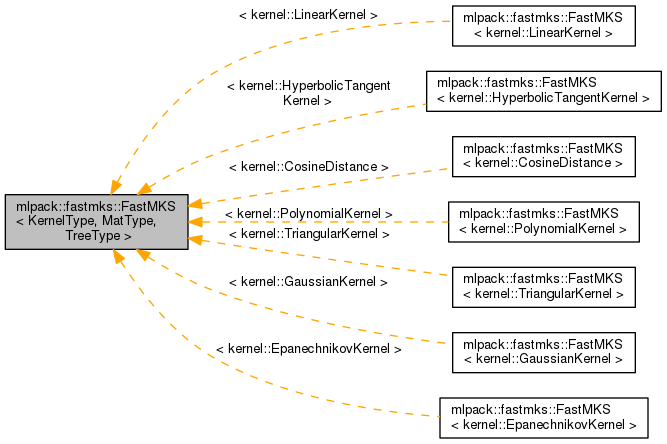 < kernel::LinearKernel >
mlpack::fastmks::FastMKS
< kernel::LinearKernel >
< kernel::HyperbolicTangent
Kernel >
mlpack::fastmks::FastMKS
< kernel::HyperbolicTangentKernel >
< kernel::CosineDistance >
mlpack::fastmks::FastMKS
< kernel::CosineDistance >
mlpack::fastmks::FastMKS
< KernelType, MatType,
TreeType >
< kernel::PolynomialKernel >
mlpack::fastmks::FastMKS
< kernel::PolynomialKernel >
< kernel::TriangularKernel >
mlpack::fastmks::FastMKS
< kernel::TriangularKernel >
< kernel::GaussianKernel >
mlpack::fastmks::FastMKS
< kernel::GaussianKernel >
< kernel::EpanechnikovKernel >
mlpack::fastmks::FastMKS
< kernel::EpanechnikovKernel >